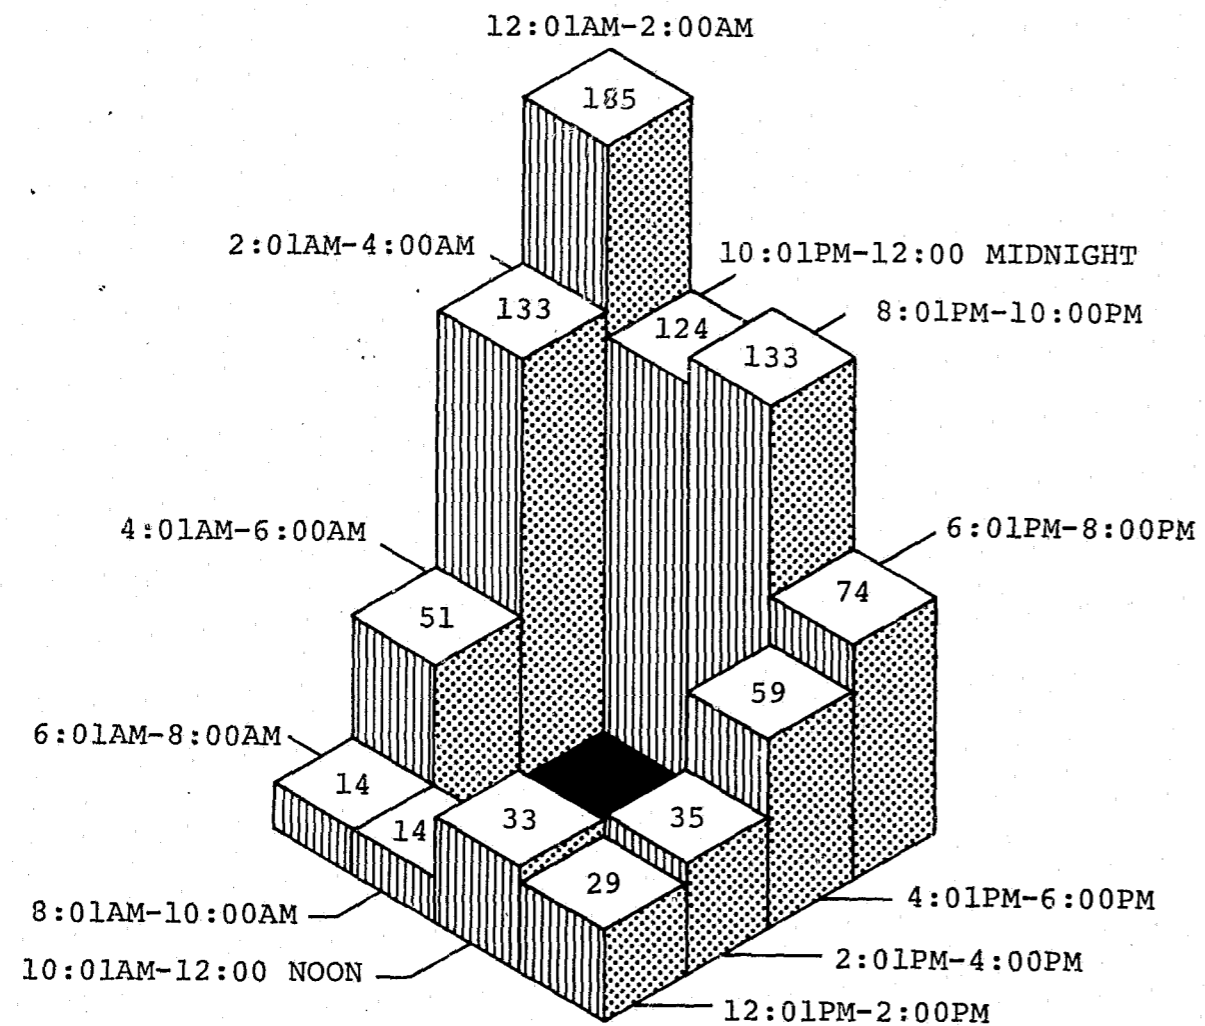 12:01AM-2:00AM
185
2:01AM-4:00AM
10:01PM-12:00 MIDNIGHT
133
124
8:01PM-10:00PM
133
4:01AM-6:00AM
6:01PM-8:00PM
51
74
59
6:01AM-8:00AM
14
14
33
35
29
8:01AM-10:00AM
4:01PM-6:00PM
10:01AM-12:00 NOON
2:01PM-4:00PM
12:01PM-2:00PM